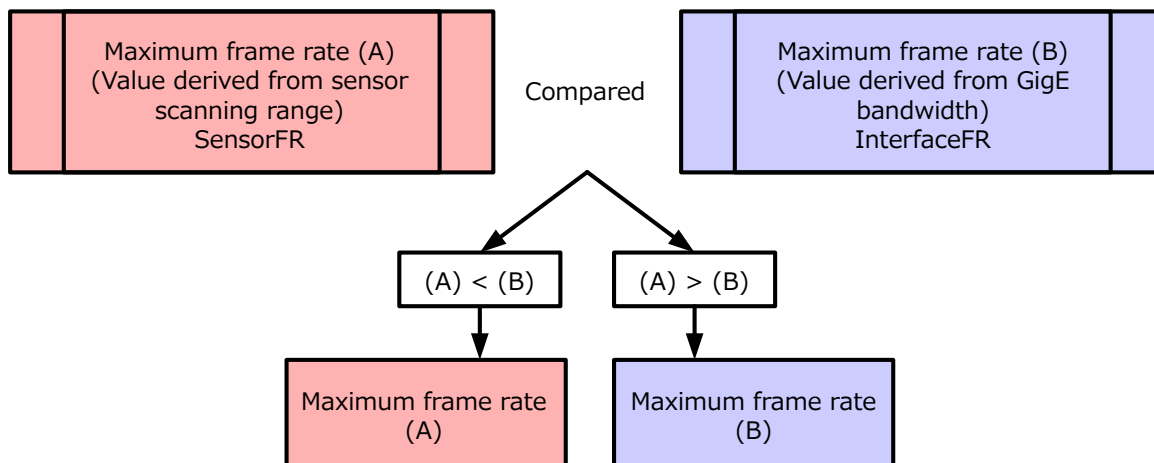 Maximum frame rate (A)
(Value derived from sensor
scanning range)
SensorFR
Compared
Maximum frame rate (B)
(Value derived from GigE
bandwidth)
InterfaceFR
(A) < (B)
(A) > (B)
Maximum frame rate
(A)
Maximum frame rate
(B)